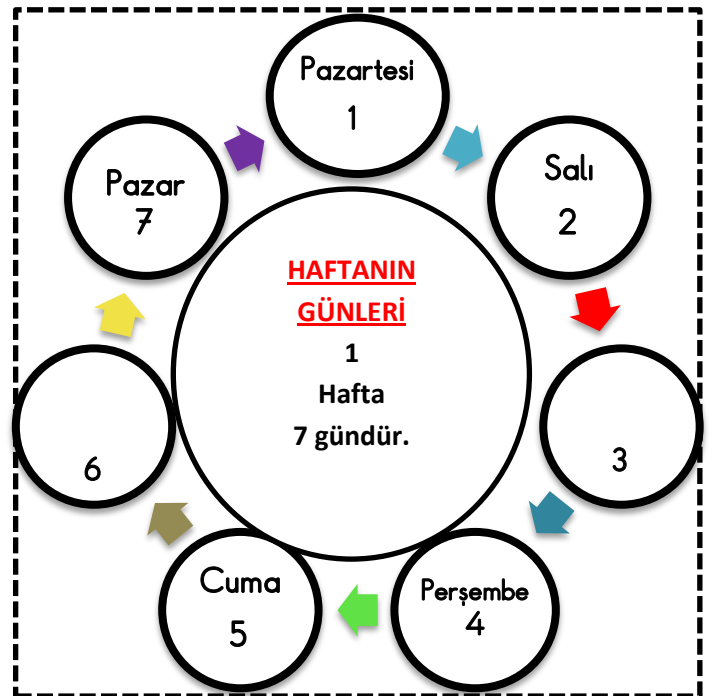 Pazartesi
1
Salı
2
3
Perşembe
4
Cuma
5
6
Pazar
7
HAFTANIN
GÜNLERİ
1
Hafta
7 gündür.